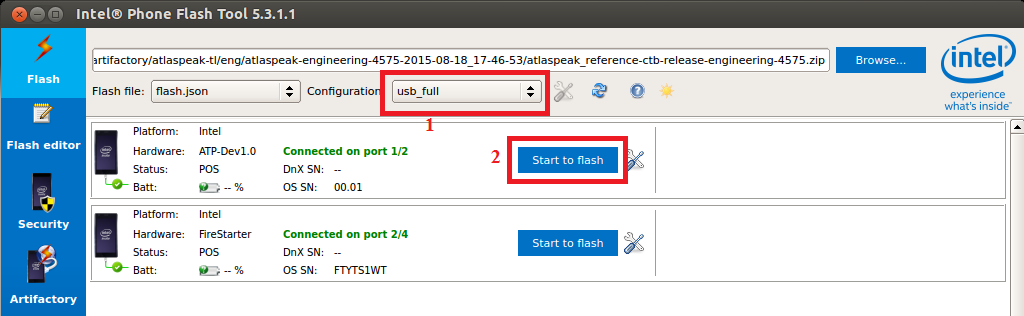 Intel® Phone Flash Tool 5.3.1.1
Flash
Flash editor
Security
Artifactory
artifactory/atlaspeak-tl/eng/atlaspeak-engineering-4575-2015-08-18_17-46-53/atlaspeak_reference-ctb-release-engineering-4575.zip
Browse...
Flash file: flash.json Configuration usb_full
1
intel
experience
what's inside™
Platform: Intel
Hardware: ATP-Dev1.0 Connected on port 1/2
Status: POS DnX SN: --
Batt: -- % OS SN: 00.01
2
Start to flash
Platform: Intel
Hardware: FireStarter Connected on port 2/4
Status: POS DnX SN: --
Batt: -- % OS SN: FTYTS1WT
Start to flash